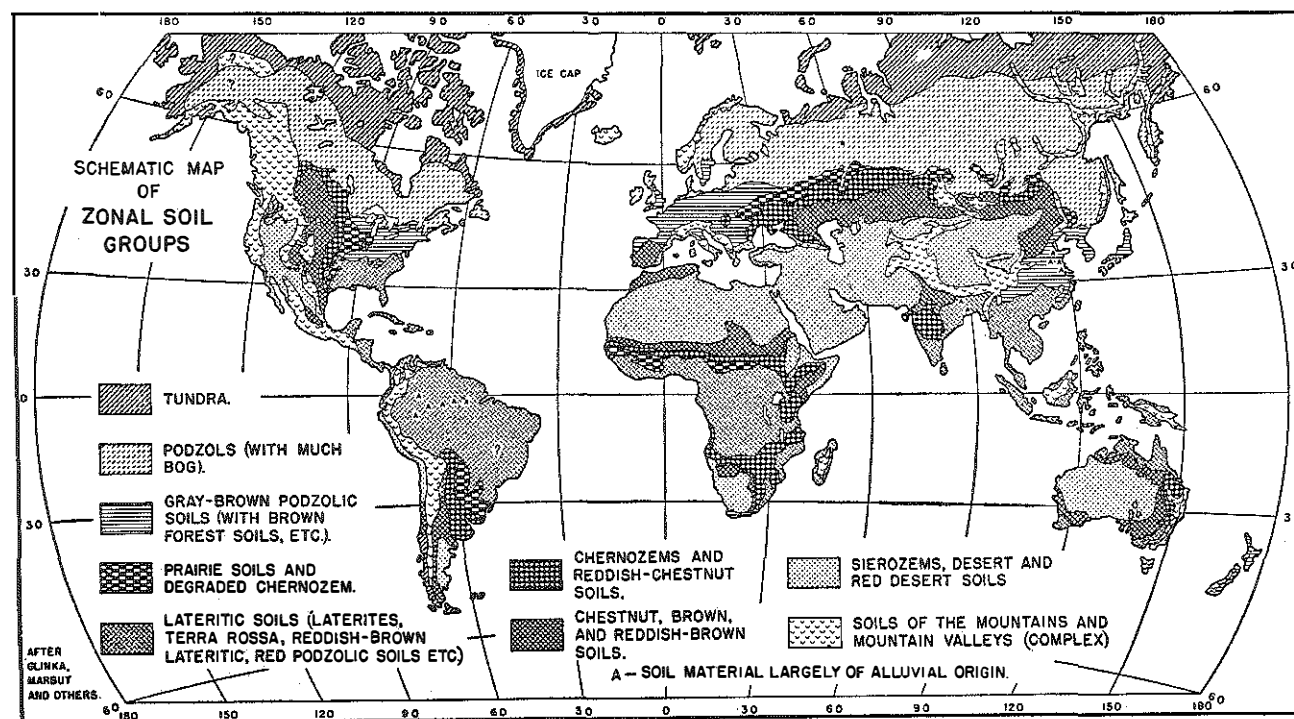 180 150 120 90 60 30 0 30 60 90 120 150 180
ICE CAP
60
60
SCHEMATIC MAP
OF
ZONAL SOIL
GROUPS
30
30
0
0
TUNDRA.
PODZOLS (WITH MUCH
BOG).
GRAY-BROWN PODZOLIC
SOILS (WITH BROWN
FOREST SOILS, ETC.).
30
3
PRAIRIE SOILS AND
DEGRADED CHERNOZEM.
LATERITIC SOILS (LATERITES,
TERRA ROSSA, REDDISH-BROWN
LATERITIC, RED PODZOLIC SOILS ETC)
CHERNOZEMS AND
REDDISH-CHESTNUT
SOILS.
CHESTNUT, BROWN,
AND REDDISH-BROWN
SOILS.
SIEROZEMS, DESERT AND
RED DESERT SOILS
SOILS OF THE MOUNTAINS AND
MOUNTAIN VALLEYS (COMPLEX)
A – SOIL MATERIAL LARGELY OF ALLUVIAL ORIGIN.
AFTER
GLINKA,
MARBUT
AND OTHERS.
60
60
180 150 120 90 60 30 0 30 60 90 120 150 180